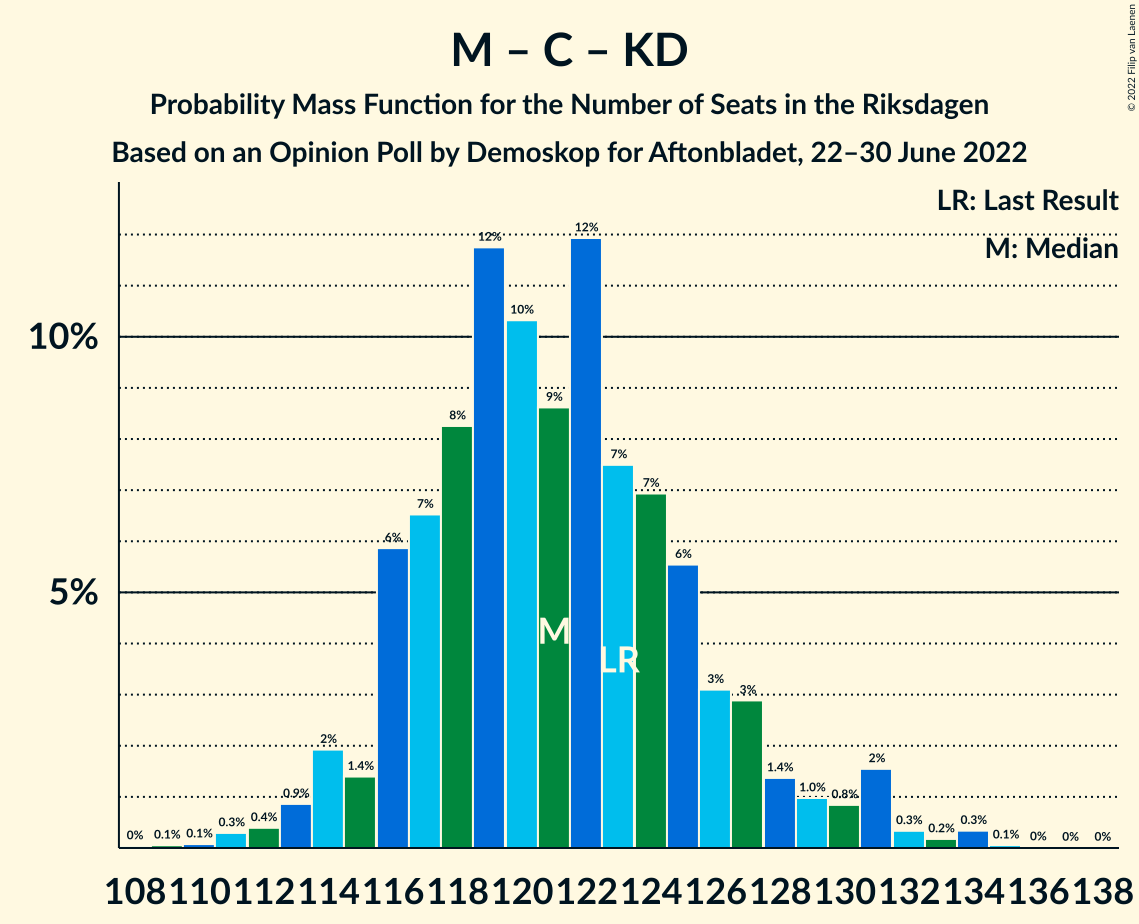 M – C – KD
Probability Mass Function for the Number of Seats in the Riksdagen
Based on an Opinion Poll by Demoskop for Aftonbladet, 22–30 June 2022
© 2022 Filip van Laenen
LR: Last Result
M: Median
10%
5%
0% 0.1% 0.1% 0.3% 0.4% 0.9% 2% 1.4% 6% 7% 8% 12% 10% 9% 12% 7% 7% 6% 3% 3% 1.4% 1.0% 0.8% 2% 0.3% 0.2% 0.3% 0.1% 0% 0% 0%
M
LR
108 110 112 114 116 118 120 122 124 126 128 130 132 134 136 138